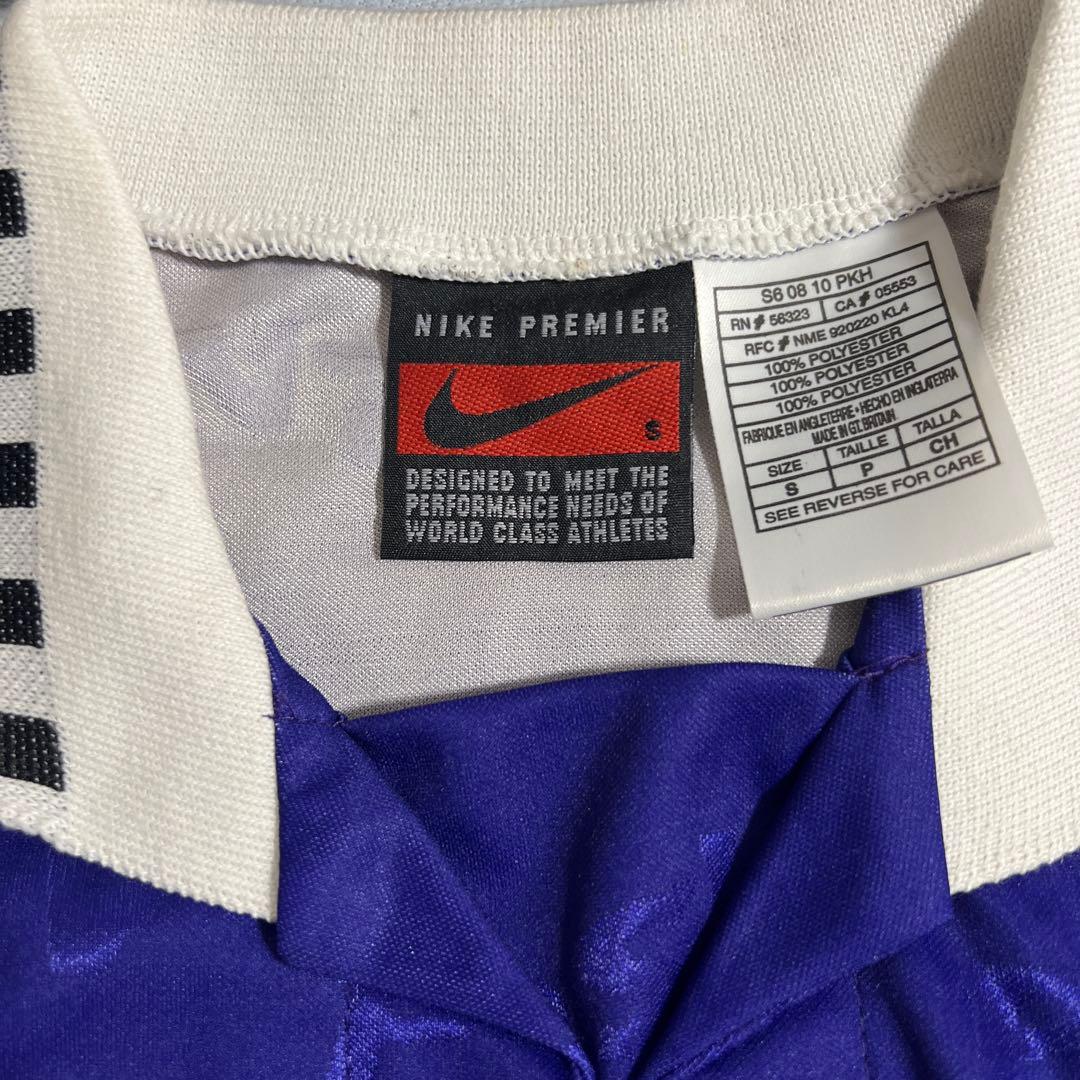 NIKE PREMIER
S
DESIGNED TO MEET THE
PERFORMANCE NEEDS OF
WORLD CLASS ATHLETES
S6 08 10 PKH
RN # 56323 CA # 05553
RFC # NME 920220 KL4
100% POLYESTER
100% POLYESTER
100% POLYESTER
FABRIQUE EN ANGLETERRE • HECHO EN INGLATERRA
MADE IN GT. BRITAIN
SIZE TAILLE TALLA
S P CH
SEE REVERSE FOR CARE